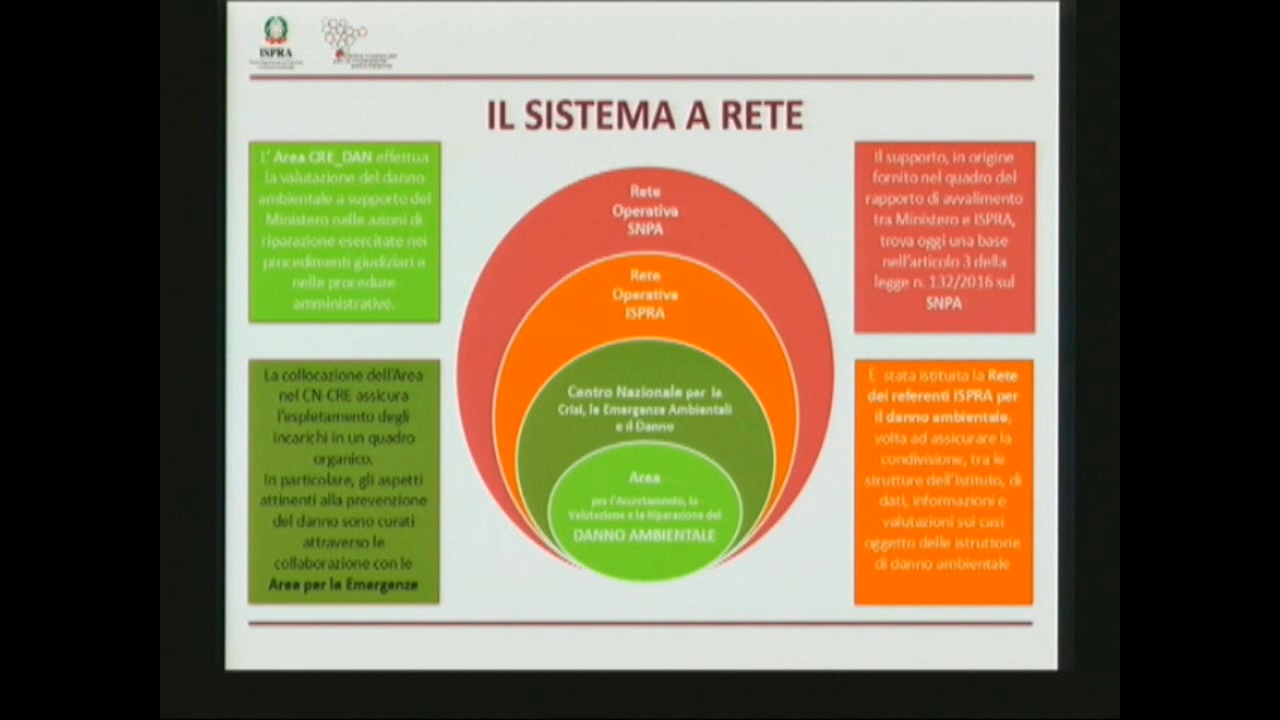 ISPRA
IL SISTEMA A RETE
L' Area CRE_DAN effettua
la valutazione del danno
ambientale a supporto del
Ministero nelle azioni di
riparazione esercitate nei
procedimenti giudiziari e
nelle procedure
amministrative.
La collocazione dell'Area
nel CN-CRE assicura
l'espletamento degli
incarichi in un quadro
organico.
In particolare, gli aspetti
attinenti alla prevenzione
del danno sono curati
attraverso le
collaborazione con le
Aree per le Emergenze
Rete
Operativa
SNPA
Rete
Operativa
ISPRA
Centro Nazionale per le
Crisi, le Emergenze Ambientali
e il Danno
Area
per l'Accertamento, la
Valutazione e la Riparazione del
DANNO AMBIENTALE
Il supporto, in origine
fornito nel quadro del
rapporto di avvalimento
tra Ministero e ISPRA,
trova oggi una base
nell'articolo 3 della
legge n. 132/2016 sul
SNPA
È stata istituita la Rete
dei referenti ISPRA per
il danno ambientale,
volta ad assicurare la
condivisione, tra le
strutture dell'Istituto, di
dati, informazioni e
valutazioni sui casi
oggetto delle istruttorie
di danno ambientale